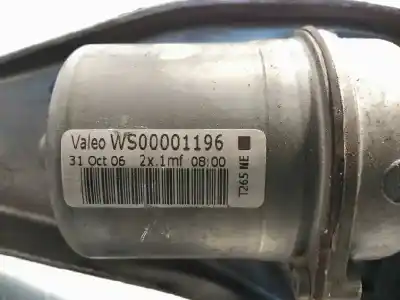 Valeo WS00001196
31 Oct 06 2x.1mf 08:00
T265 NE